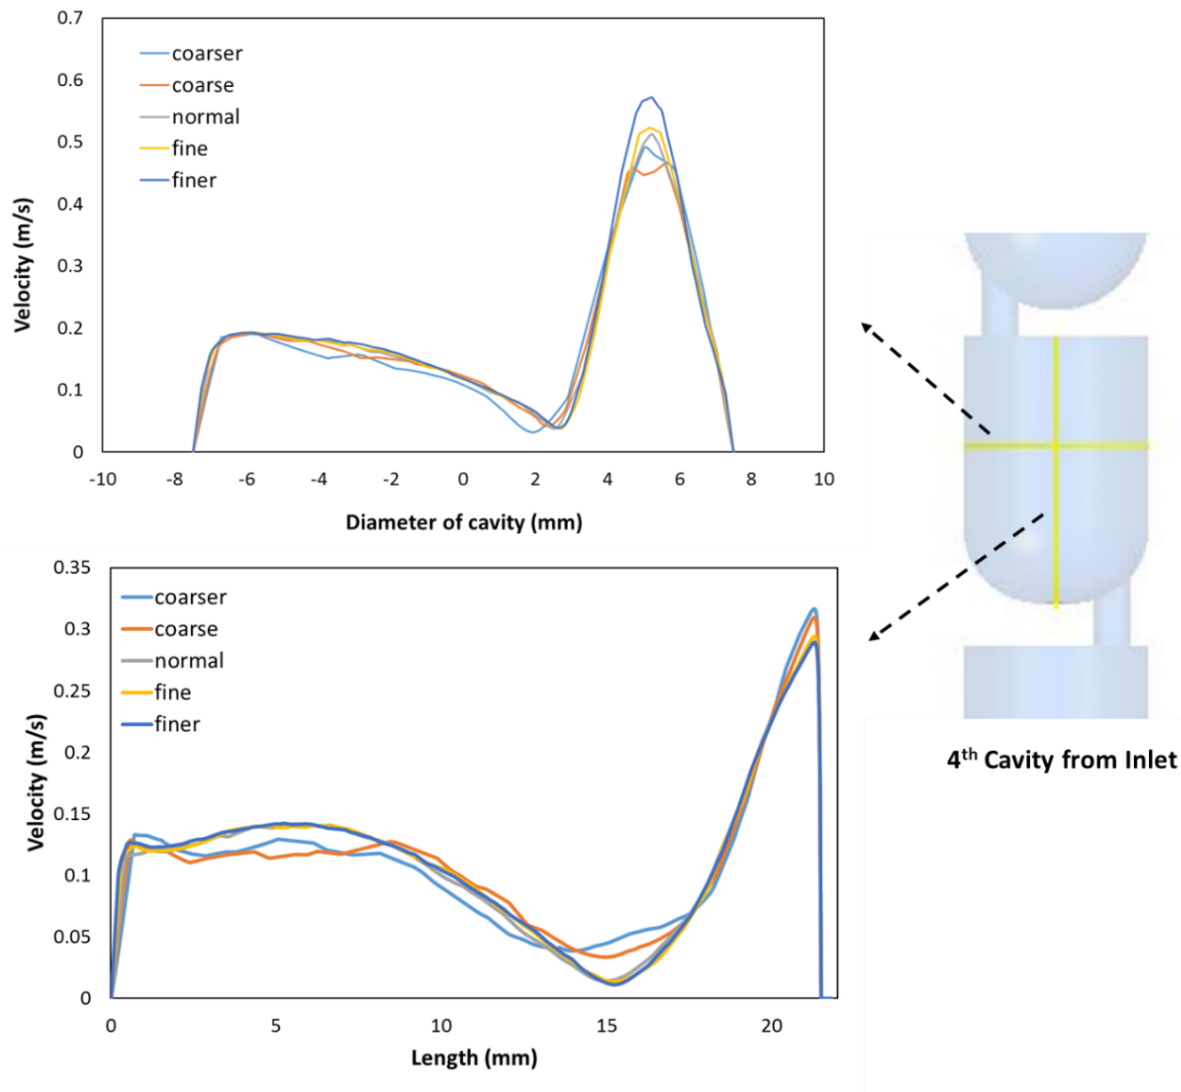 0.7
0.6
0.5
0.4
0.3
0.2
0.1
0
-10 -8 -6 -4 -2 0 2 4 6 8 10
Velocity (m/s)
Diameter of cavity (mm)
coarser
coarse
normal
fine
finer
0.35
0.3
0.25
0.2
0.15
0.1
0.05
0
0 5 10 15 20
Velocity (m/s)
Length (mm)
coarser
coarse
normal
fine
finer
4th Cavity from Inlet